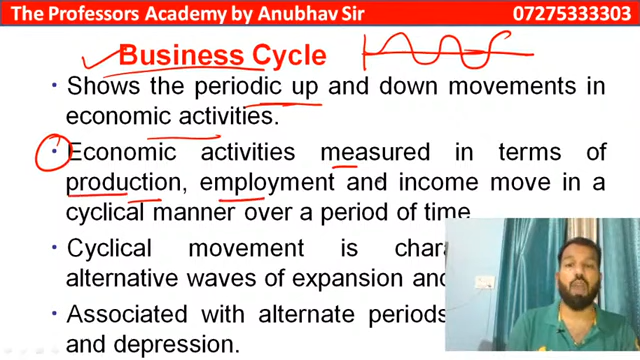 The Professors Academy by Anubhav Sir 07275333303
Business Cycle
• Shows the periodic up and down movements in
economic activities.
• Economic activities measured in terms of
production, employment and income move in a
cyclical manner over a period of time
• Cyclical movement is
alternative waves of expansion
• Associated with alternate periods
and depression.